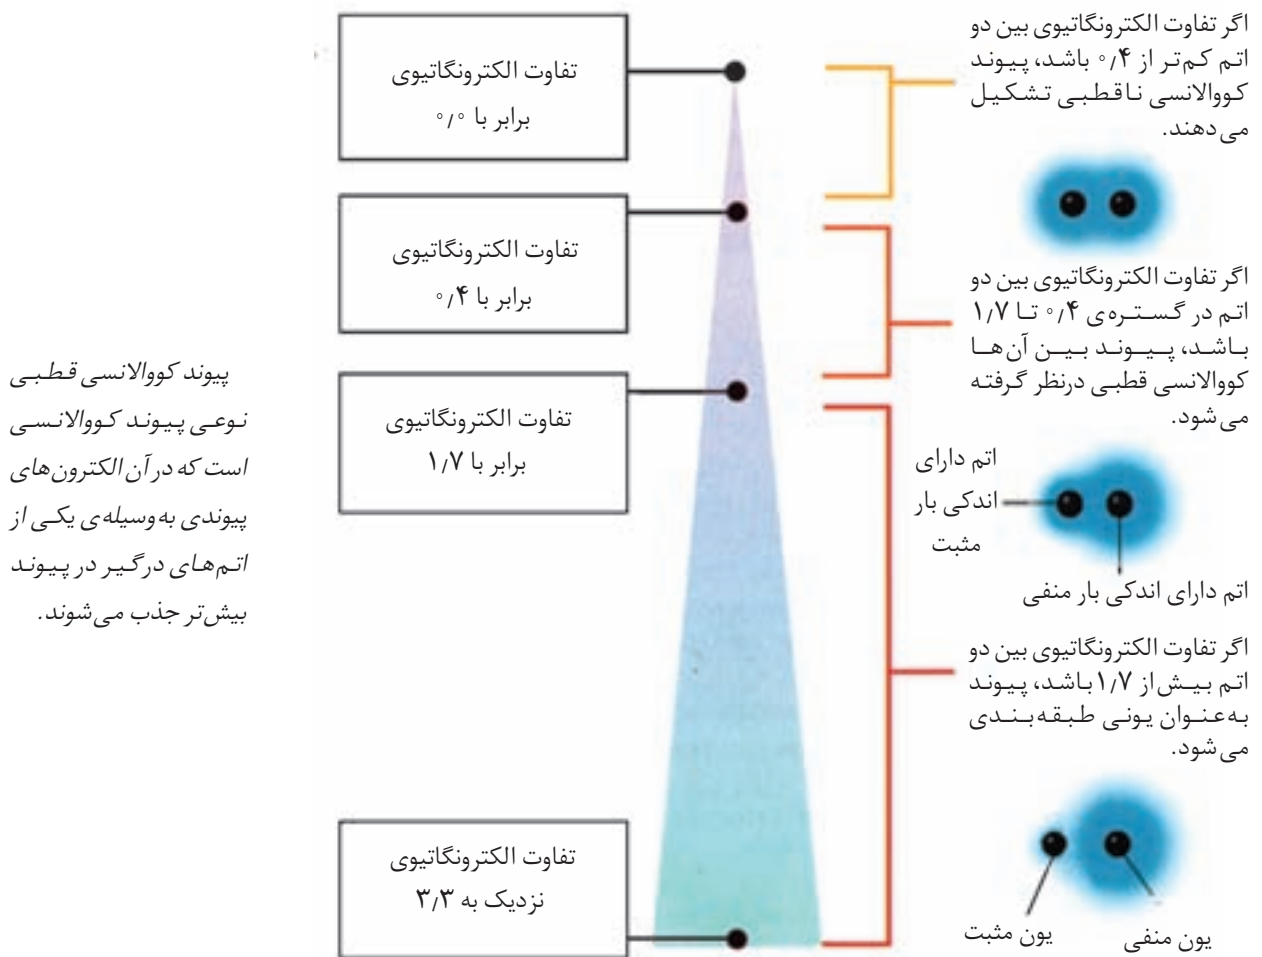 اگر تفاوت الکترونگاتیوی بین دو
اتم کم‌تر از ۰٫۴ باشد، پیوند
کووالانسی ناقطبی تشکیل
می‌دهند.
تفاوت الکترونگاتیوی
برابر با ۰٫۰
تفاوت الکترونگاتیوی
برابر با ۰٫۴
اگر تفاوت الکترونگاتیوی بین دو
اتم در گستره‌ی ۰٫۴ تا ۱٫۷
باشد، پیوند بین آن‌ها
کووالانسی قطبی درنظر گرفته
می‌شود.
تفاوت الکترونگاتیوی
برابر با ۱٫۷
اتم دارای
اندکی بار
مثبت
اتم دارای اندکی بار منفی
پیوند کووالانسی قطبی
نوعی پیوند کووالانسی
است که در آن الکترون‌های
پیوندی به‌وسیله‌ی یکی از
اتم‌های درگیر در پیوند
بیش‌تر جذب می‌شوند.
اگر تفاوت الکترونگاتیوی بین دو
اتم بیش‌از ۱٫۷ باشد، پیوند
به‌عنوان یونی طبقه‌بندی
می‌شود.
تفاوت الکترونگاتیوی
نزدیک به ۳٫۳
یون منفی
یون مثبت